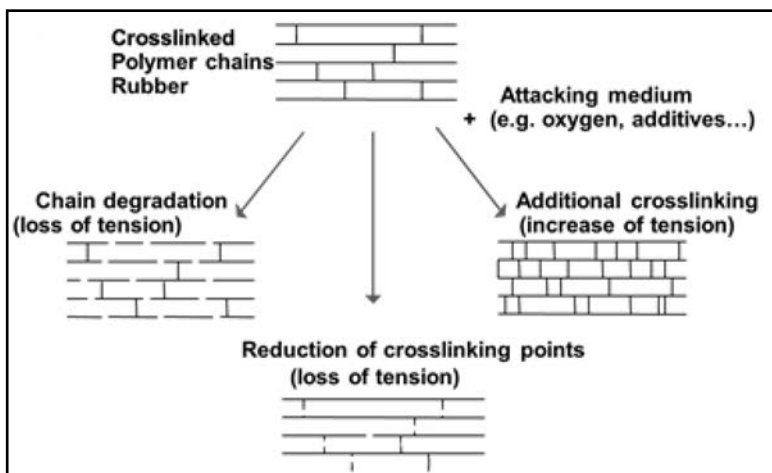 Crosslinked
Polymer chains
Rubber
Attacking medium
+ (e.g. oxygen, additives…)
Chain degradation
(loss of tension)
Additional crosslinking
(increase of tension)
Reduction of crosslinking points
(loss of tension)